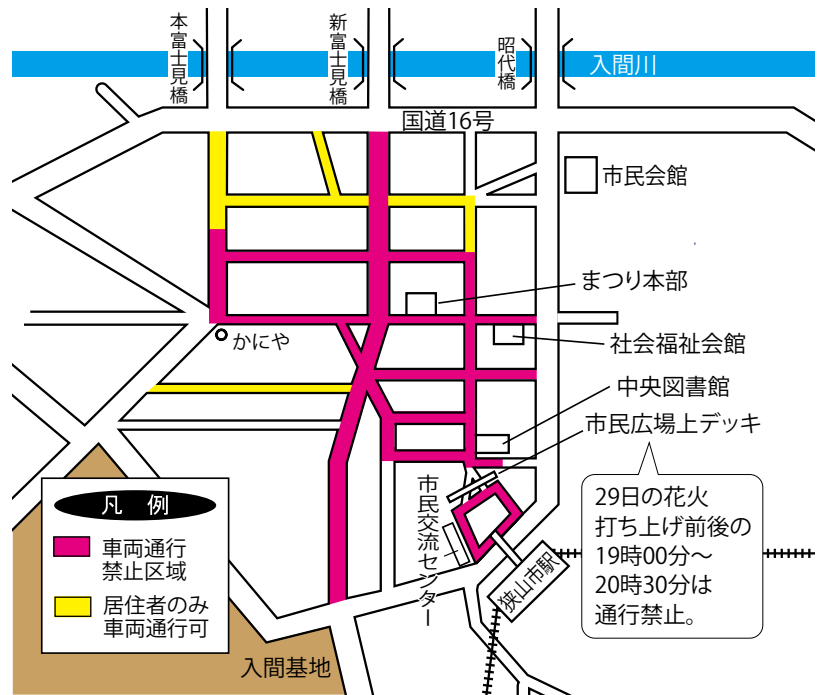 本富士見橋
新富士見橋
昭代橋
入間川
国道16号
市民会館
まつり本部
かにや
社会福祉会館
中央図書館
市民広場上デッキ
29日の花火
打ち上げ前後の
19時00分～
20時30分は
通行禁止。
市民交流センター
狭山市駅
凡例
車両通行
禁止区域
居住者のみ
車両通行可
入間基地